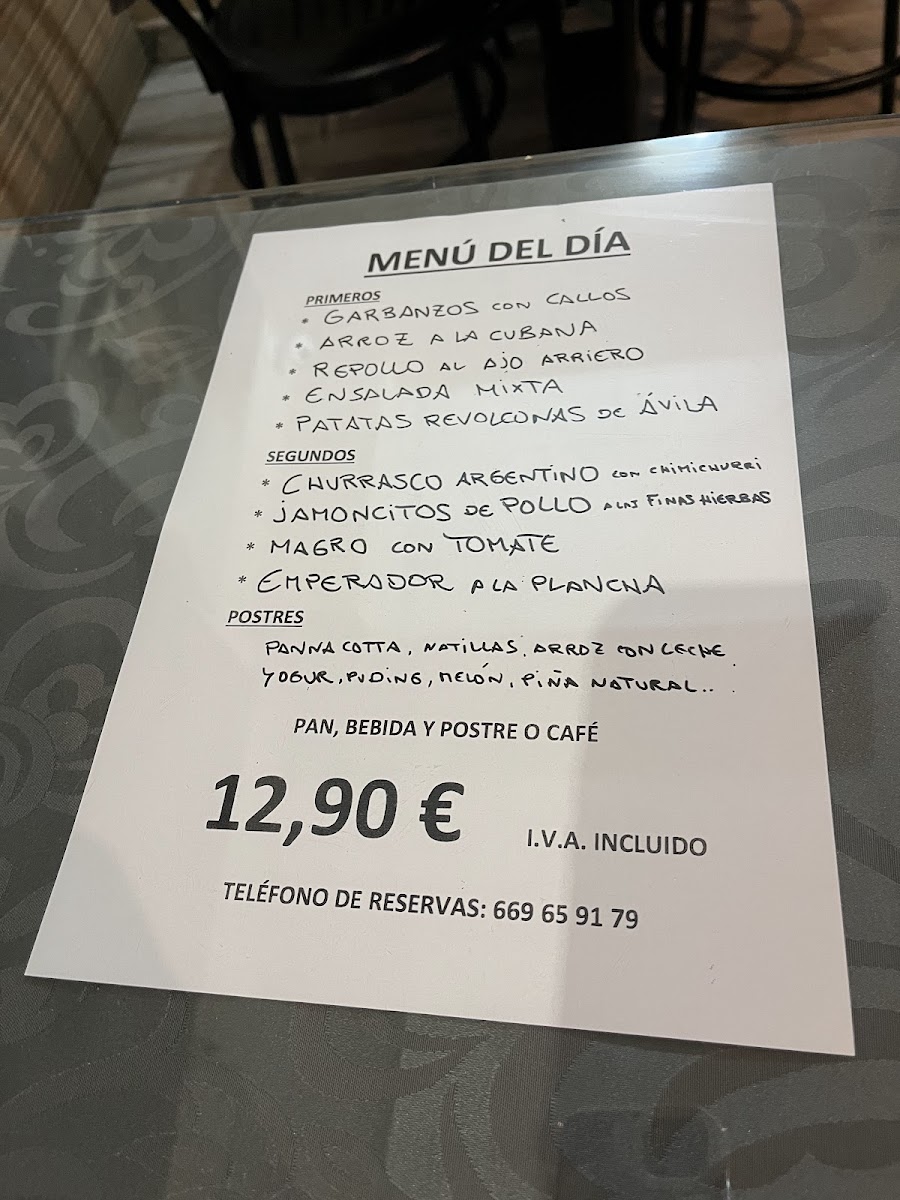 MENÚ DEL DÍA
PRIMEROS
* GARBANZOS CON CALLOS
* ARROZ A LA CUBANA
* REPOLLO AL AJO ARRIERO
* ENSALADA MIXTA
* PATATAS REVOLCONAS DE ÁVILA
SEGUNDOS
* CHURRASCO ARGENTINO CON CHIMICHURRI
* JAMONCITOS DE POLLO A LAS FINAS HIERBAS
* MAGRO CON TOMATE
* EMPERADOR A LA PLANCHA
POSTRES
PANNA COTTA, NATILLAS, ARROZ CON LECHE
YOGUR, PUDING, MELÓN, PIÑA NATURAL...
PAN, BEBIDA Y POSTRE O CAFÉ
12,90 € I.V.A. INCLUIDO
TELÉFONO DE RESERVAS: 669 65 91 79